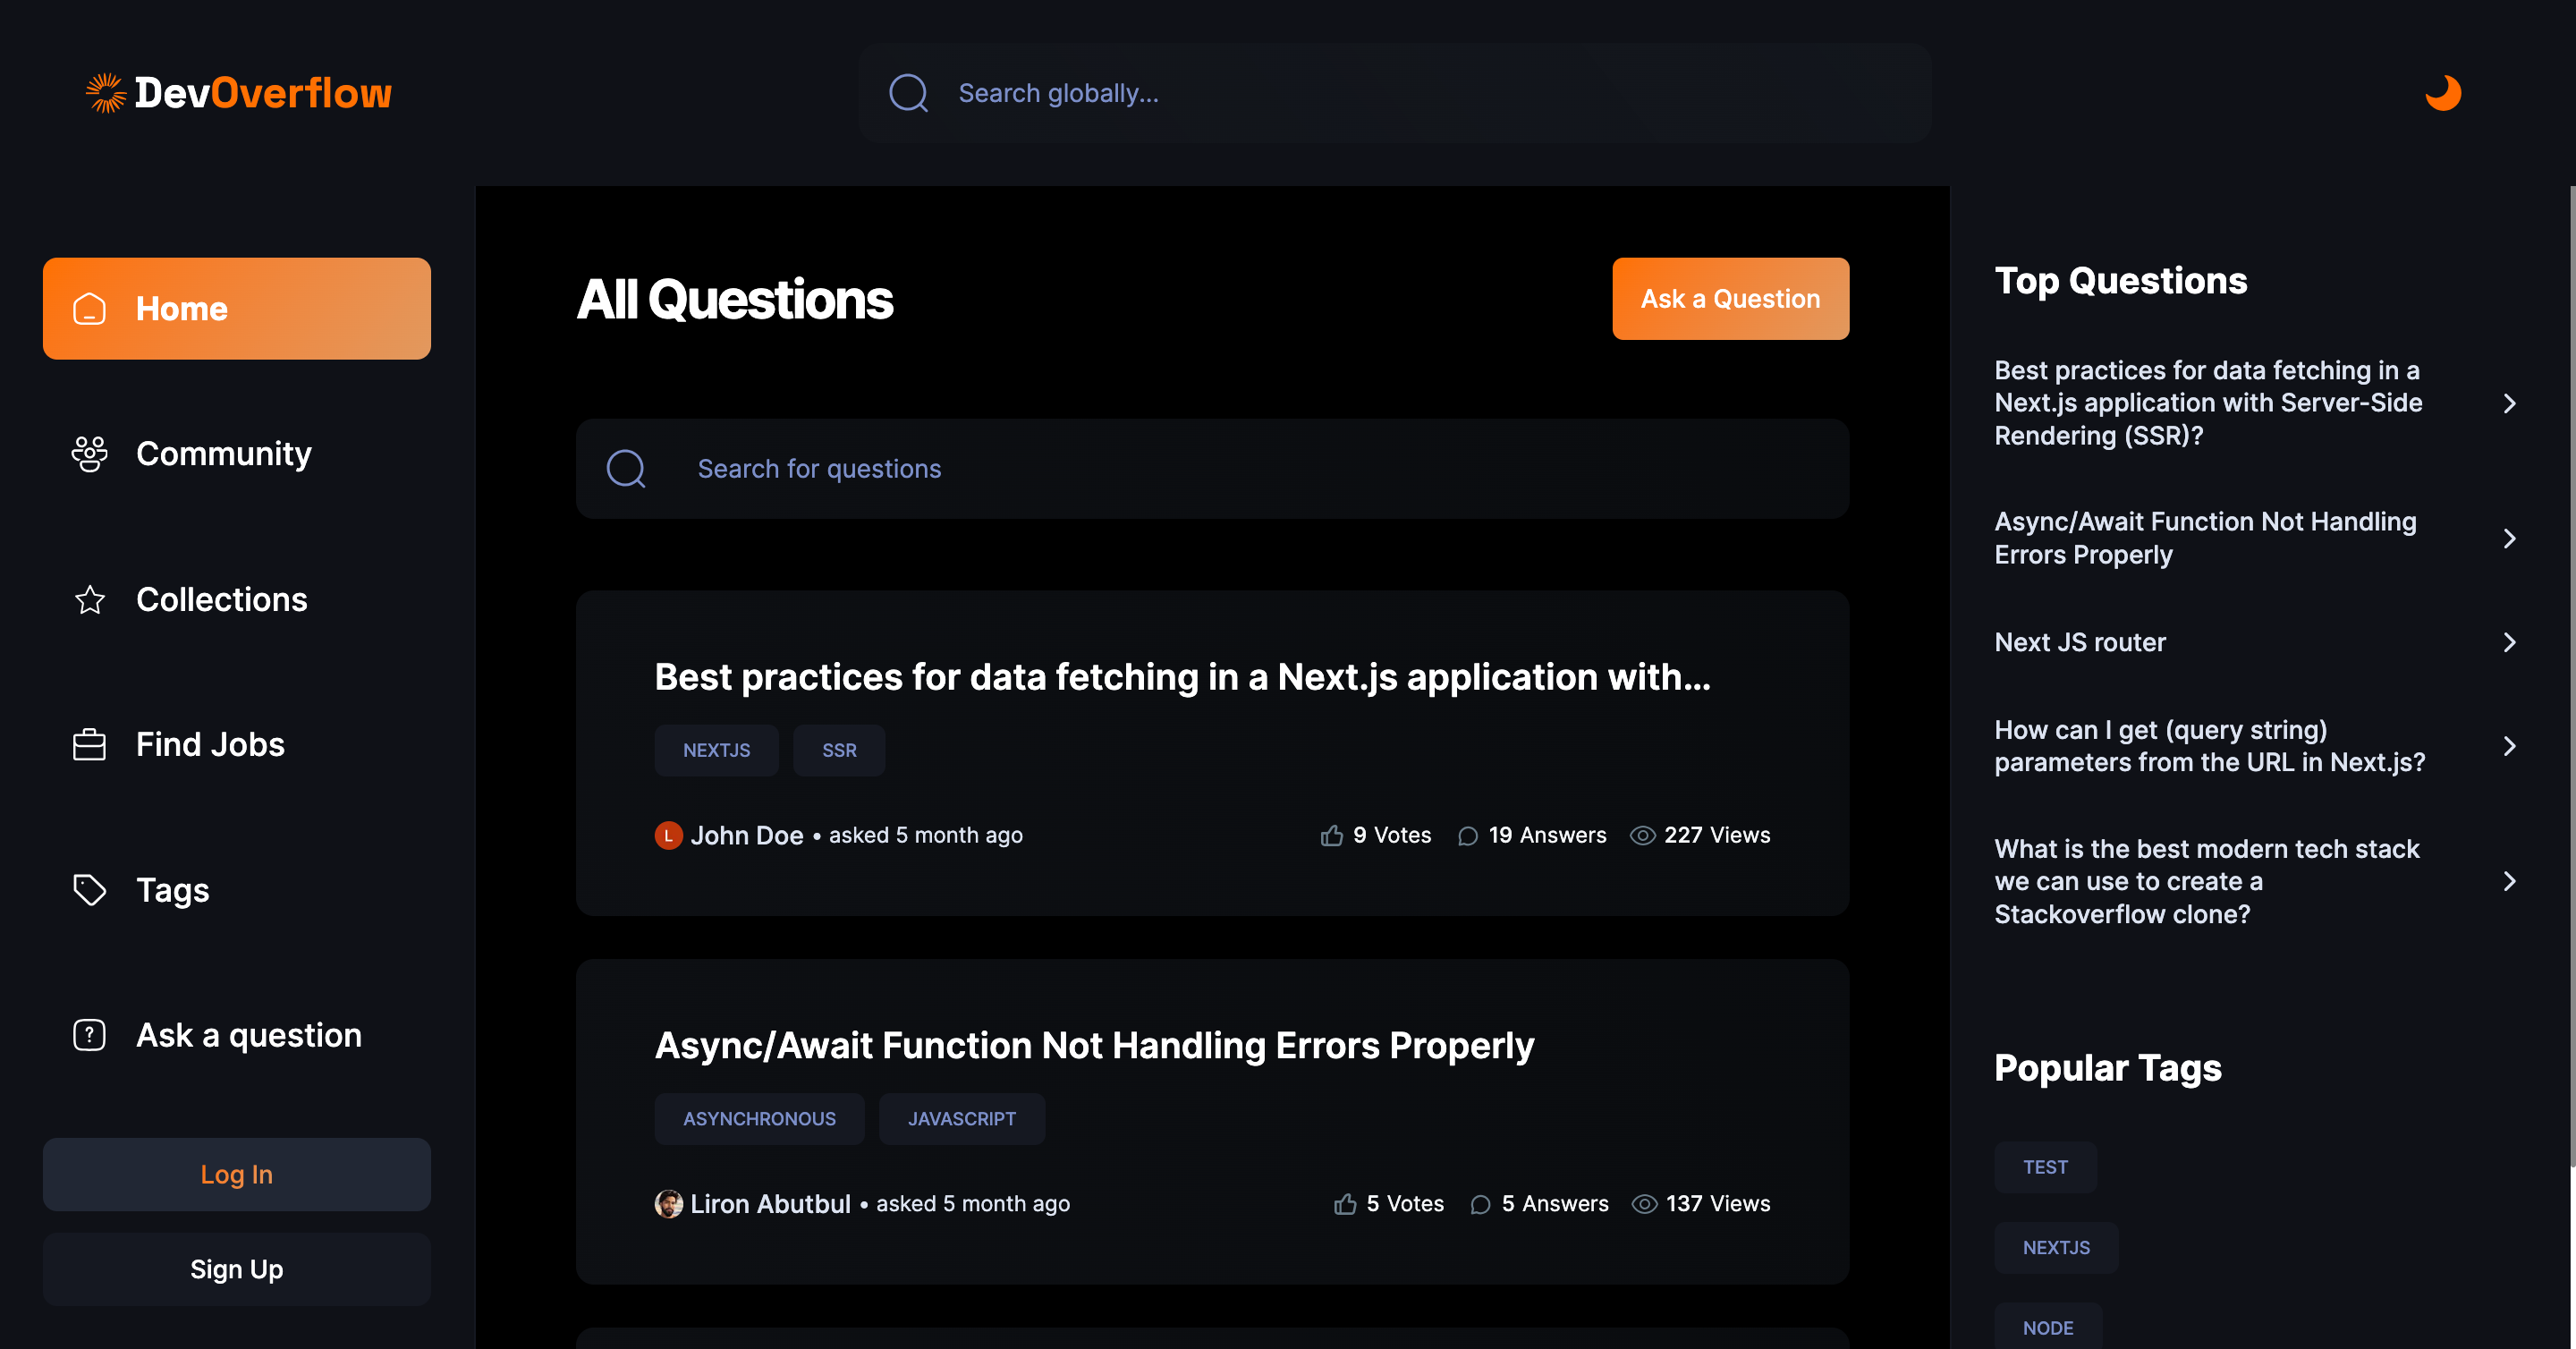 DevOverflow
Search globally...
Home
Community
Collections
Find Jobs
Tags
Ask a question
Log In
Sign Up
All Questions
Ask a Question
Search for questions
Best practices for data fetching in a Next.js application with...
NEXTJS
SSR
L John Doe • asked 5 month ago
9 Votes
19 Answers
227 Views
Async/Await Function Not Handling Errors Properly
ASYNCHRONOUS
JAVASCRIPT
Liron Abutbul • asked 5 month ago
5 Votes
5 Answers
137 Views
Top Questions
Best practices for data fetching in a
Next.js application with Server-Side
Rendering (SSR)?
Async/Await Function Not Handling
Errors Properly
Next JS router
How can I get (query string)
parameters from the URL in Next.js?
What is the best modern tech stack
we can use to create a
Stackoverflow clone?
Popular Tags
TEST
NEXTJS
NODE